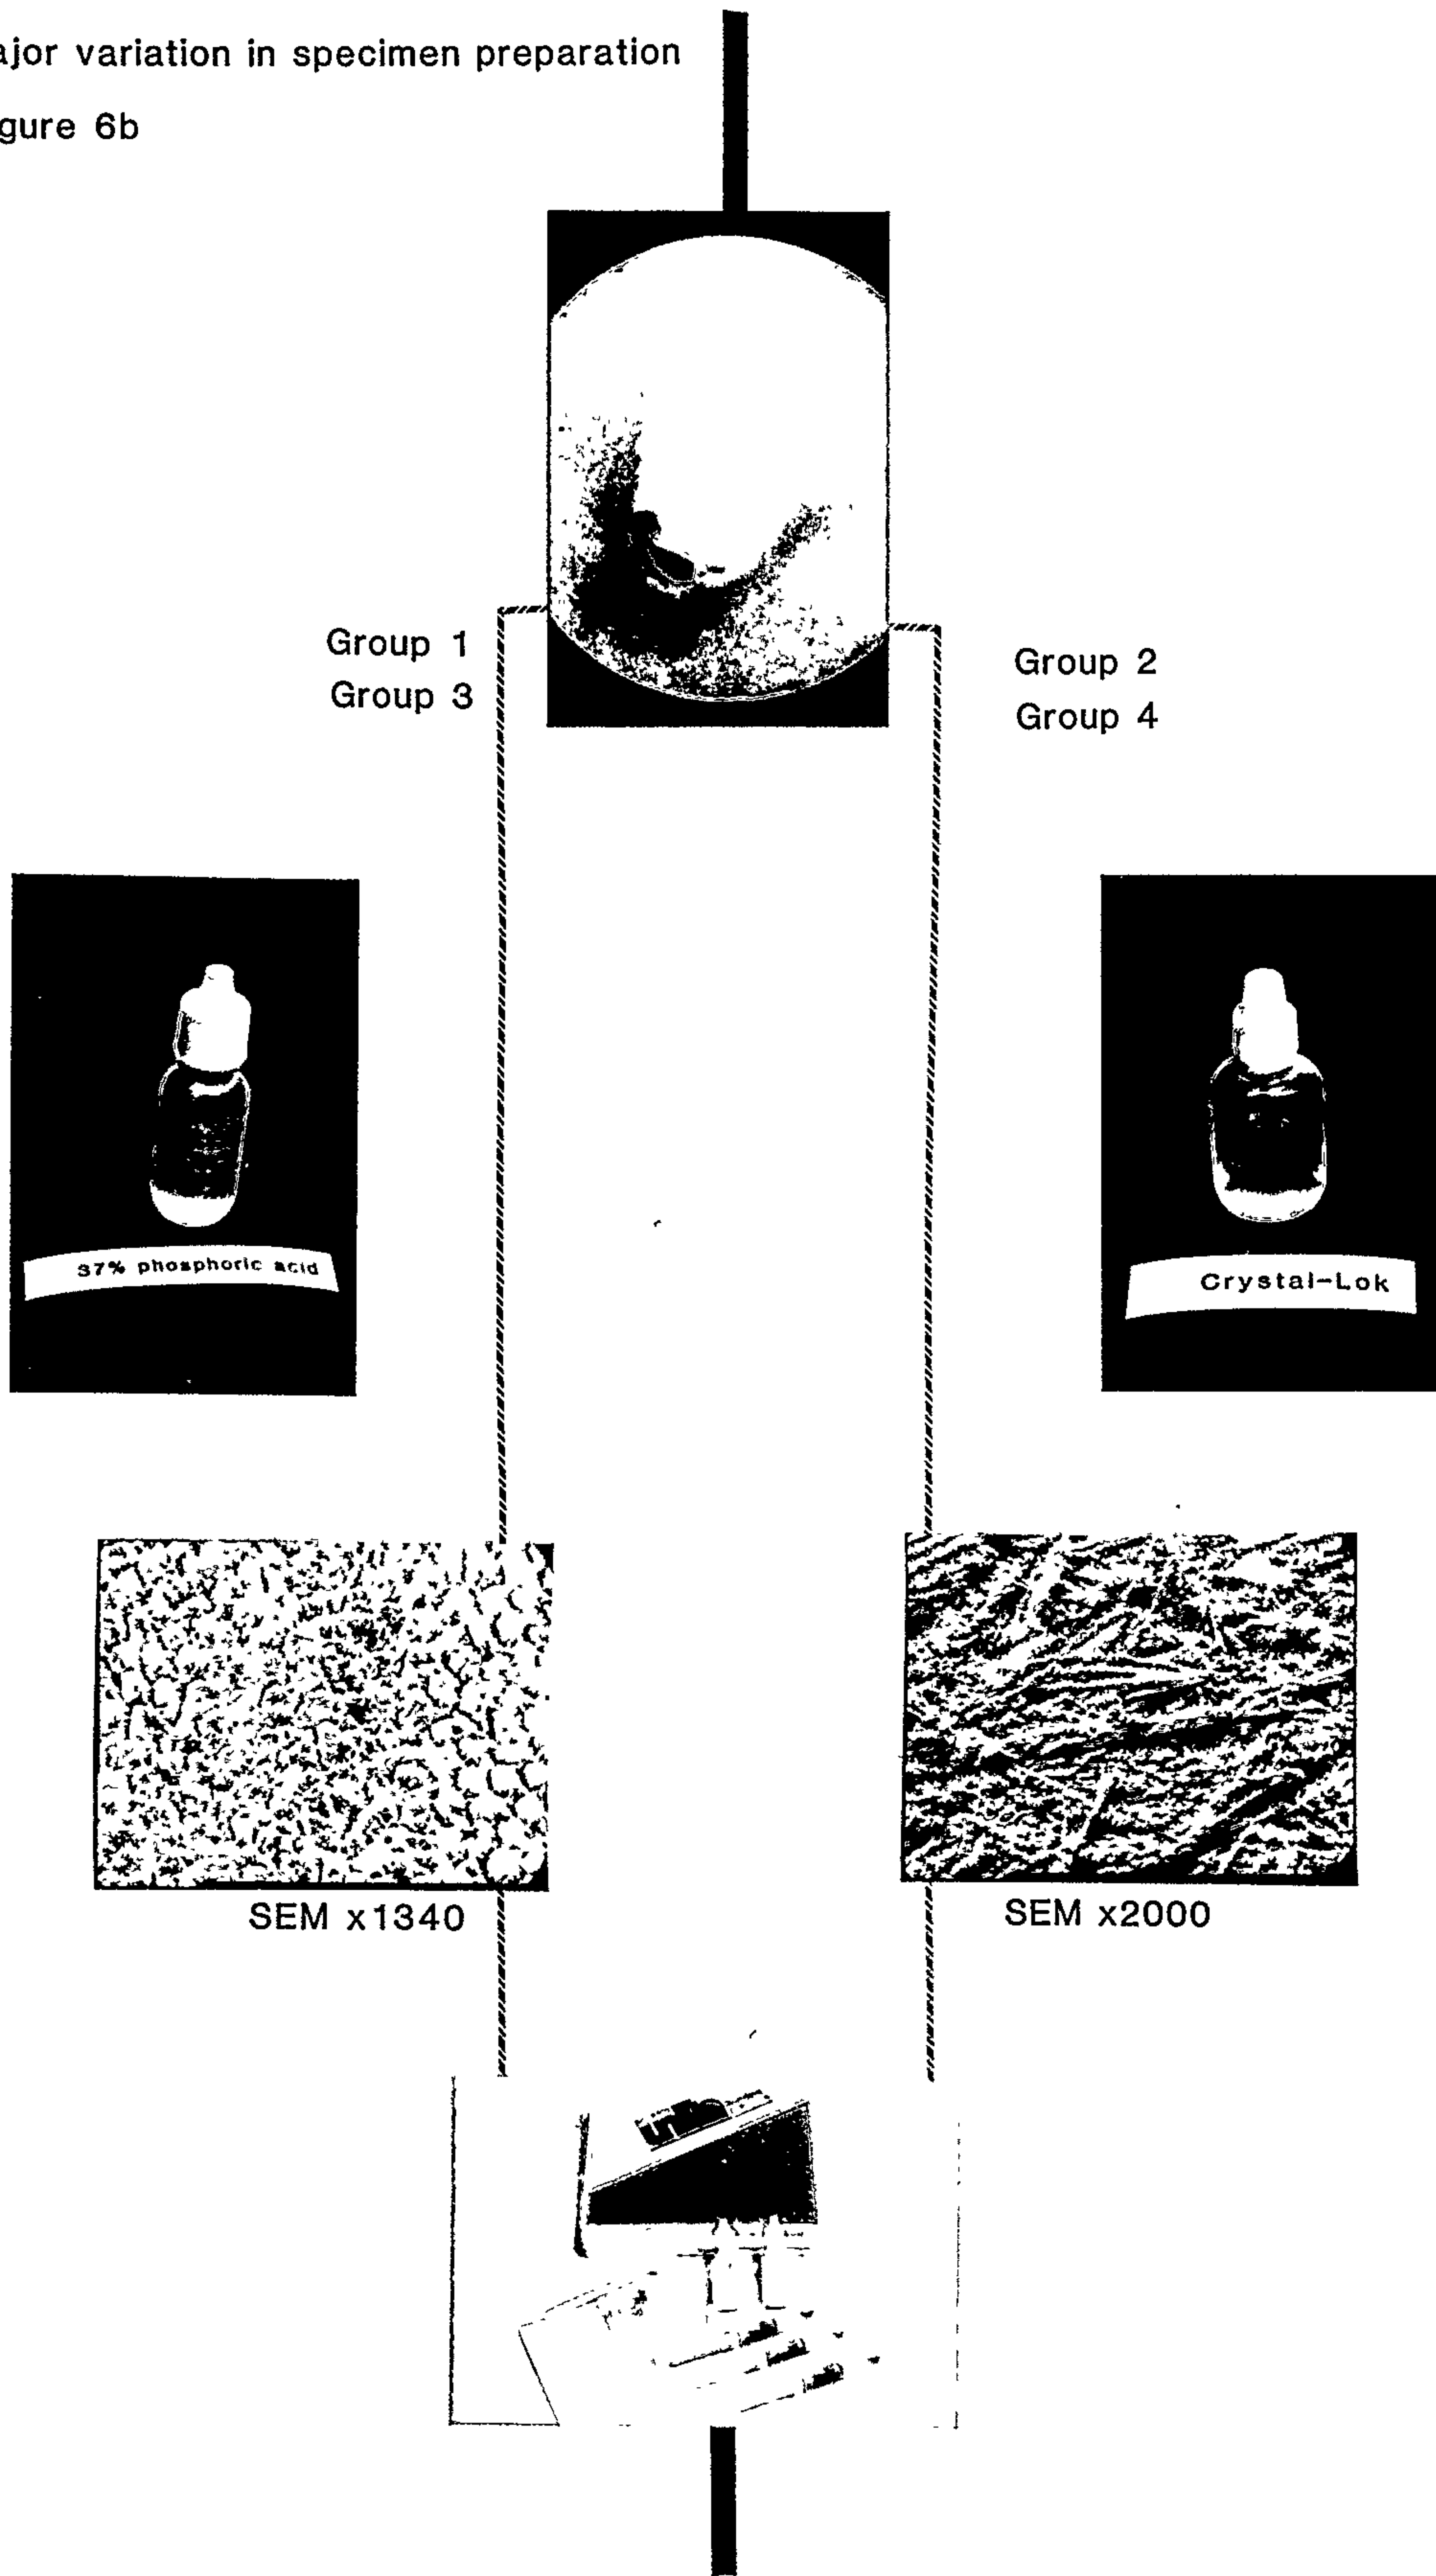 ajor variation in specimen preparation
gure 6b
Group 1
Group 3
Group 2
Group 4
37% phosphoric acid
Crystal-Lok
SEM x1340
SEM x2000